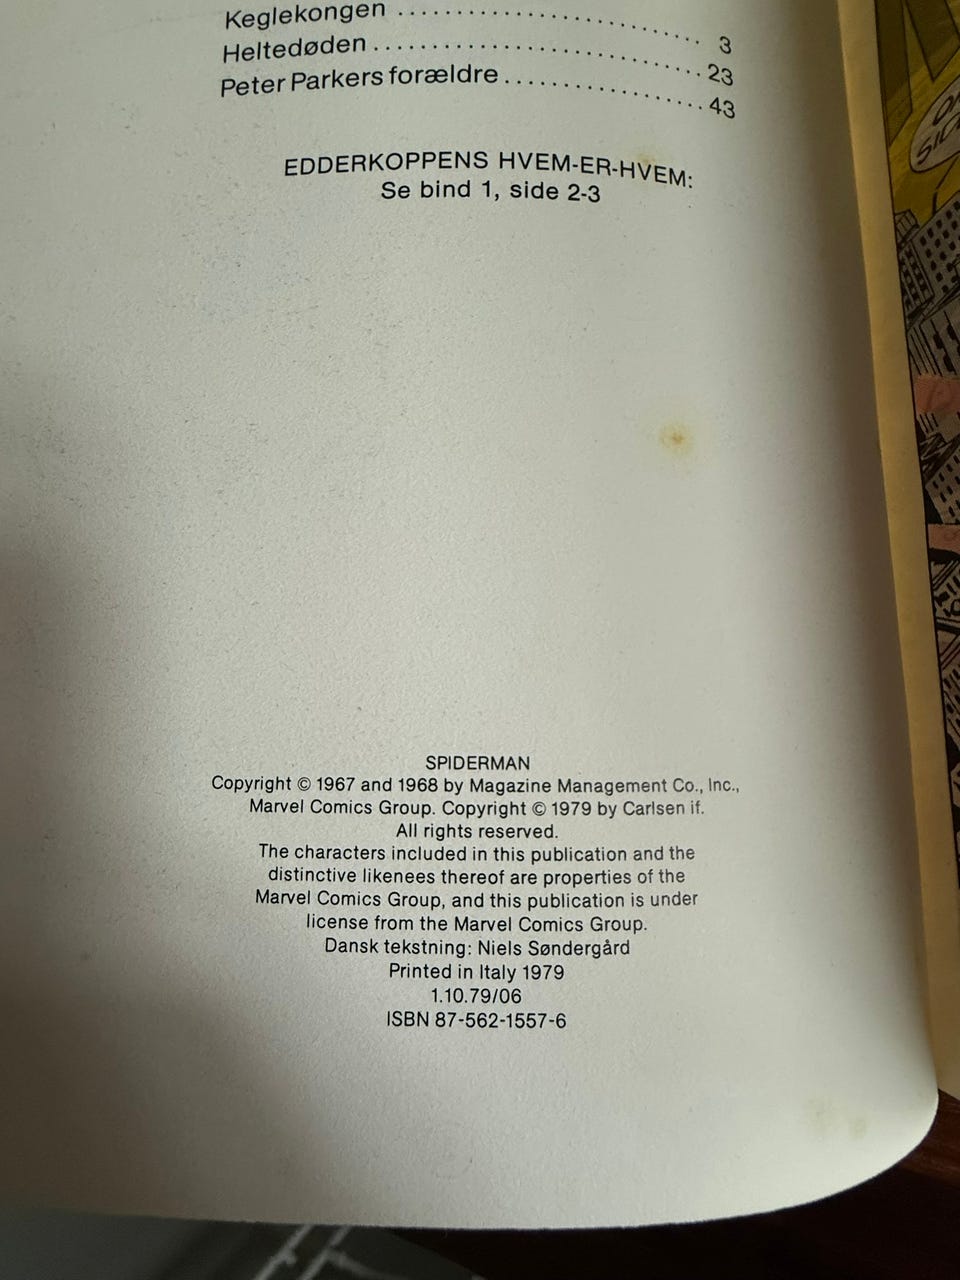 Keglekongen .......................... 3
Heltedøden .......................... 23
Peter Parkers forældre .................. 43
EDDERKOPPENS HVEM-ER-HVEM:
Se bind 1, side 2-3
SPIDERMAN
Copyright © 1967 and 1968 by Magazine Management Co., Inc.,
Marvel Comics Group. Copyright © 1979 by Carlsen if.
All rights reserved.
The characters included in this publication and the
distinctive likenees thereof are properties of the
Marvel Comics Group, and this publication is under
license from the Marvel Comics Group.
Dansk tekstning: Niels Søndergård
Printed in Italy 1979
1.10.79/06
ISBN 87-562-1557-6